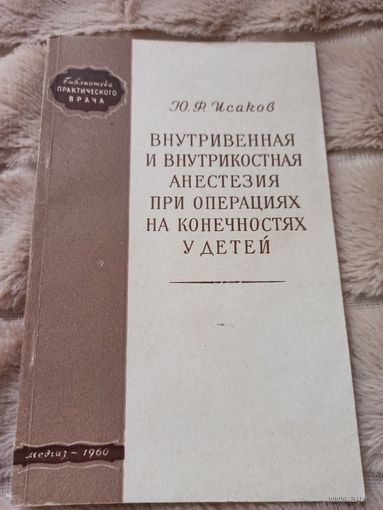 Библиотека
ПРАКТИЧЕСКОГО
ВРАЧА
Ю. Ф. Исаков
ВНУТРИВЕННАЯ
И ВНУТРИКОСТНАЯ
АНЕСТЕЗИЯ
ПРИ ОПЕРАЦИЯХ
НА КОНЕЧНОСТЯХ
У ДЕТЕЙ
медгиз – 1960